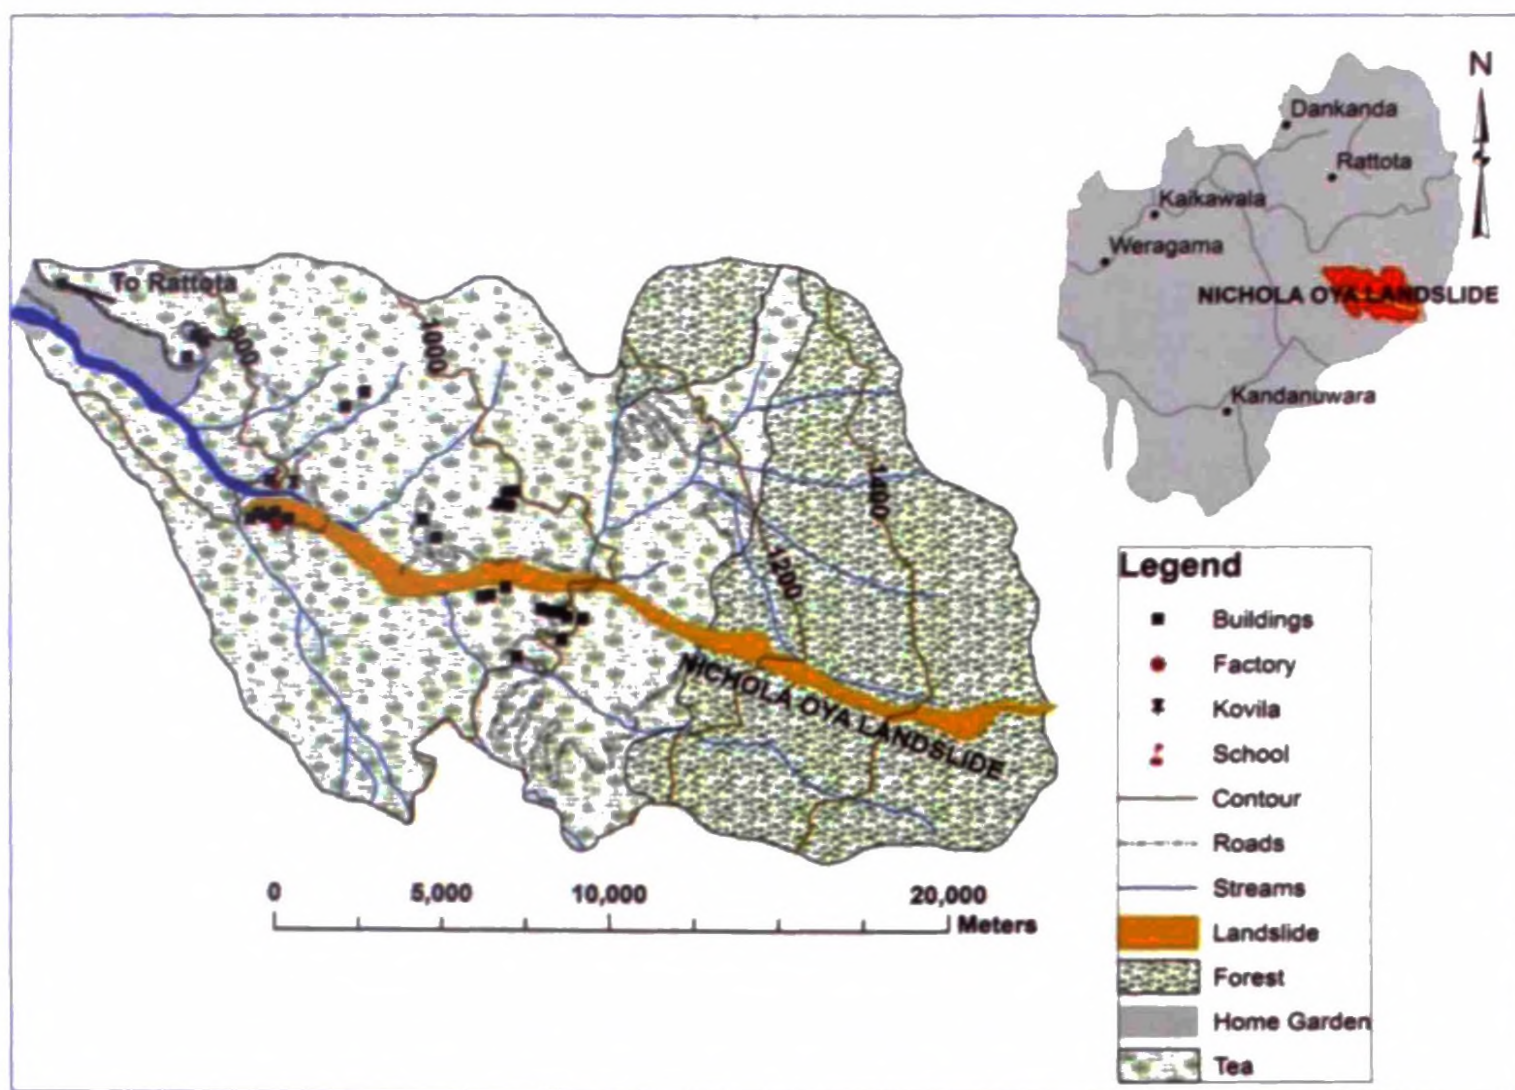 N
Dankanda
Rattota
Kaikawala
Weragama
NICHOLA OYA LANDSLIDE
Kandanuwara
To Rattota
800
1000
1400
1200
NICHOLA OYA LANDSLIDE
0 5,000 10,000 20,000
Meters
Legend
Buildings
Factory
Kovila
School
Contour
Roads
Streams
Landslide
Forest
Home Garden
Tea